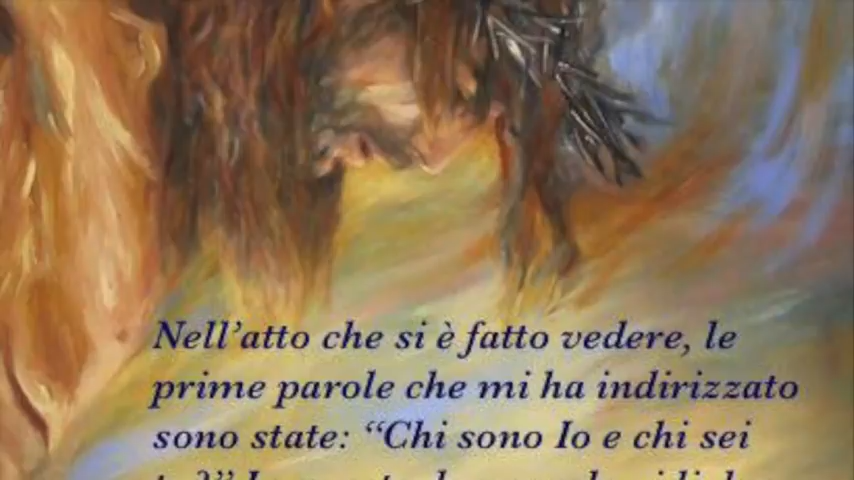 Nell’atto che si è fatto vedere, le
prime parole che mi ha indirizzato
sono state: “Chi sono Io e chi sei